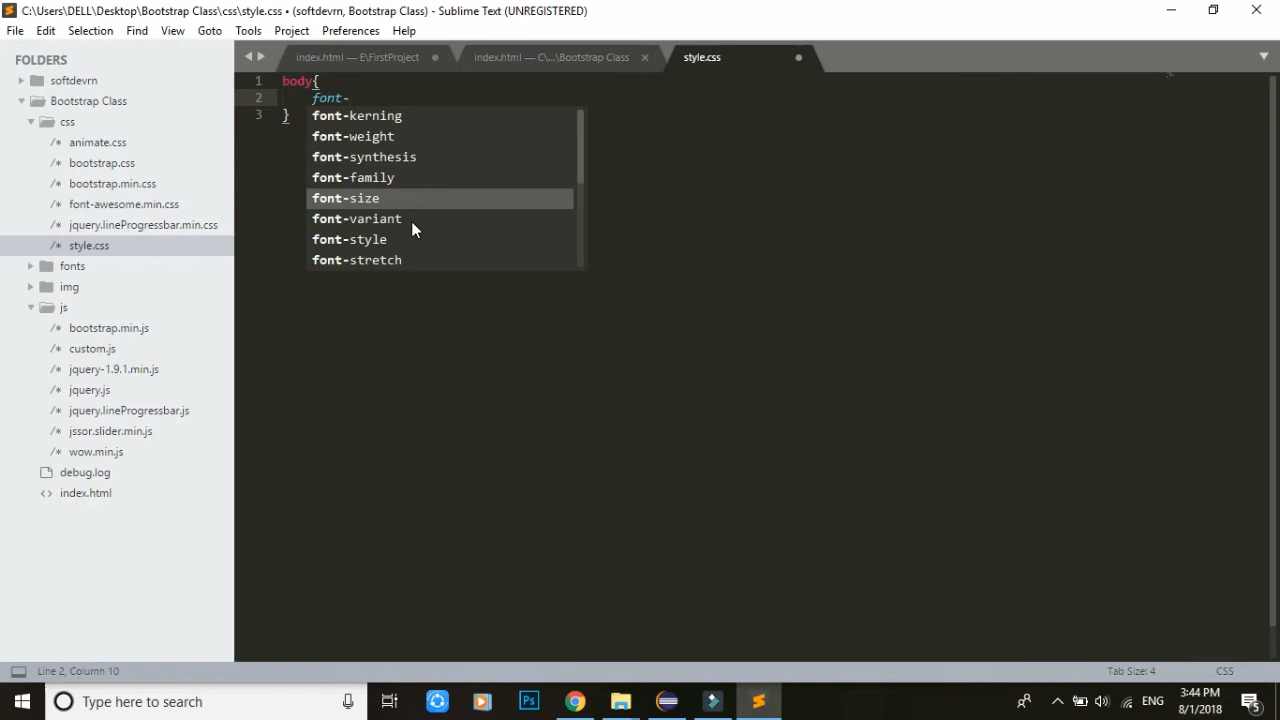 C:\Users\DELL\Desktop\Bootstrap Class\css\style.css • (softdevrn, Bootstrap Class) - Sublime Text (UNREGISTERED)
File Edit Selection Find View Goto Tools Project Preferences Help
FOLDERS
softdevrn
Bootstrap Class
css
/* animate.css
/* bootstrap.css
/* bootstrap.min.css
/* font-awesome.min.css
/* jquery.lineProgressbar.min.css
/* style.css
fonts
img
js
/* bootstrap.min.js
/* custom.js
/* jquery-1.9.1.min.js
/* jquery.js
/* jquery.lineProgressbar.js
/* jssor.slider.min.js
/* wow.min.js
debug.log
<> index.html
index.html — E\FirstProject
index.html — C\...\Bootstrap Class
style.css
1 body{
2 font-
3 }
font-kerning
font-weight
font-synthesis
font-family
font-size
font-variant
font-style
font-stretch
Line 2, Column 10
Tab Size: 4
CSS
Type here to search
Ps
ENG
3:44 PM
8/1/2018
5